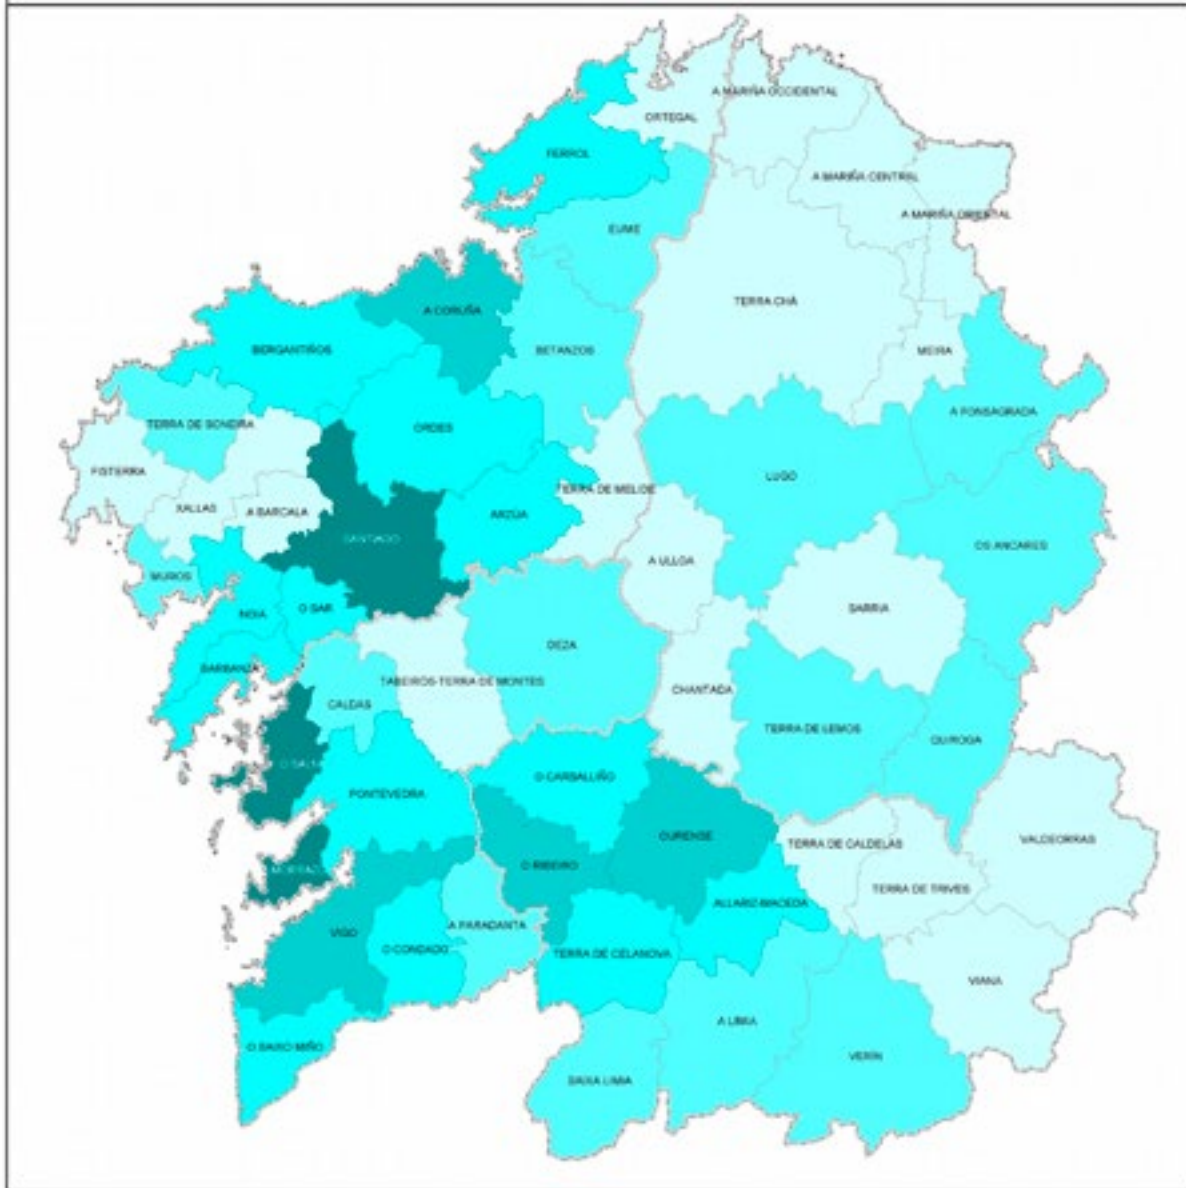 A MARIÑA OCCIDENTAL
ORTEGAL
FERROL
A MARIÑA CENTRAL
A MARIÑA ORIENTAL
EUME
TERRA CHÁ
A CORUÑA
BERGANTIÑOS
BETANZOS
MEIRA
A FONSAGRADA
TERRA DE SONEIRA
ORDES
FISTERRA
LUGO
TERRA DE MELIDE
XALLAS
A BARCALA
ARZÚA
SANTIAGO
OS ANCARES
A ULLOA
MUROS
NOIA
O SAR
SARRIA
DEZA
BARBANZA
TABEIROS-TERRA DE MONTES
CHANTADA
CALDAS
TERRA DE LEMOS
QUIROGA
O CARBALLIÑO
PONTEVEDRA
OURENSE
VALDEORRAS
TERRA DE CALDELAS
O RIBEIRO
TERRA DE TRIVES
ALLARIZ-MACEDA
A PARADANTA
VIGO
O CONDADO
TERRA DE CELANOVA
VIANA
A LIMIA
O BAIXO MIÑO
VERÍN
BAIXA LIMIA